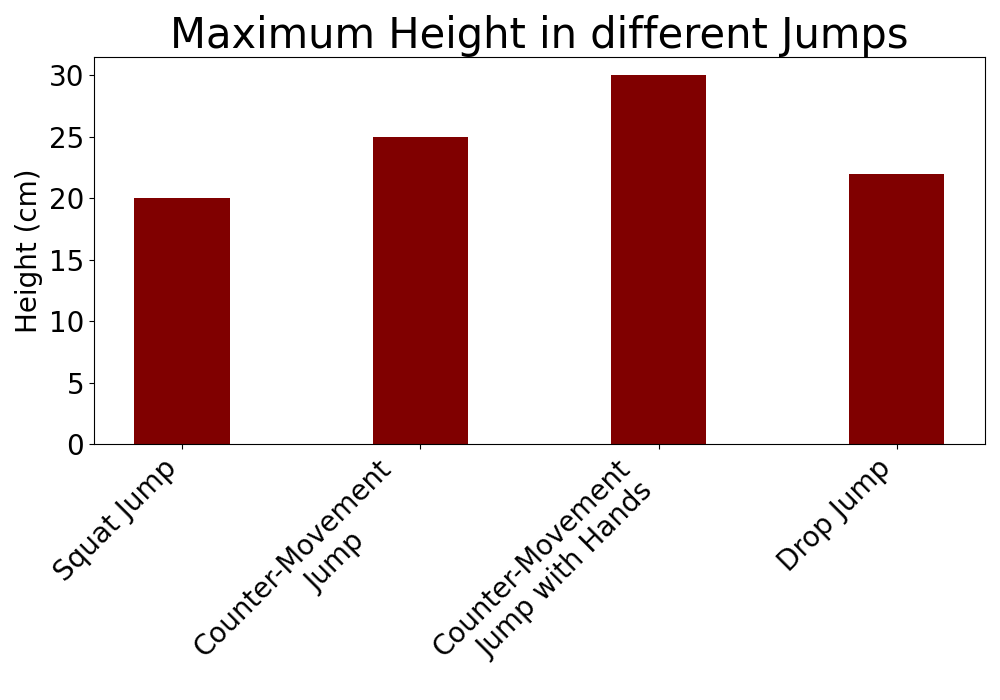 Maximum Height in different Jumps
Height (cm)
30
25
20
15
10
5
0
Squat Jump
Counter-Movement
Jump
Counter-Movement
Jump with Hands
Drop Jump